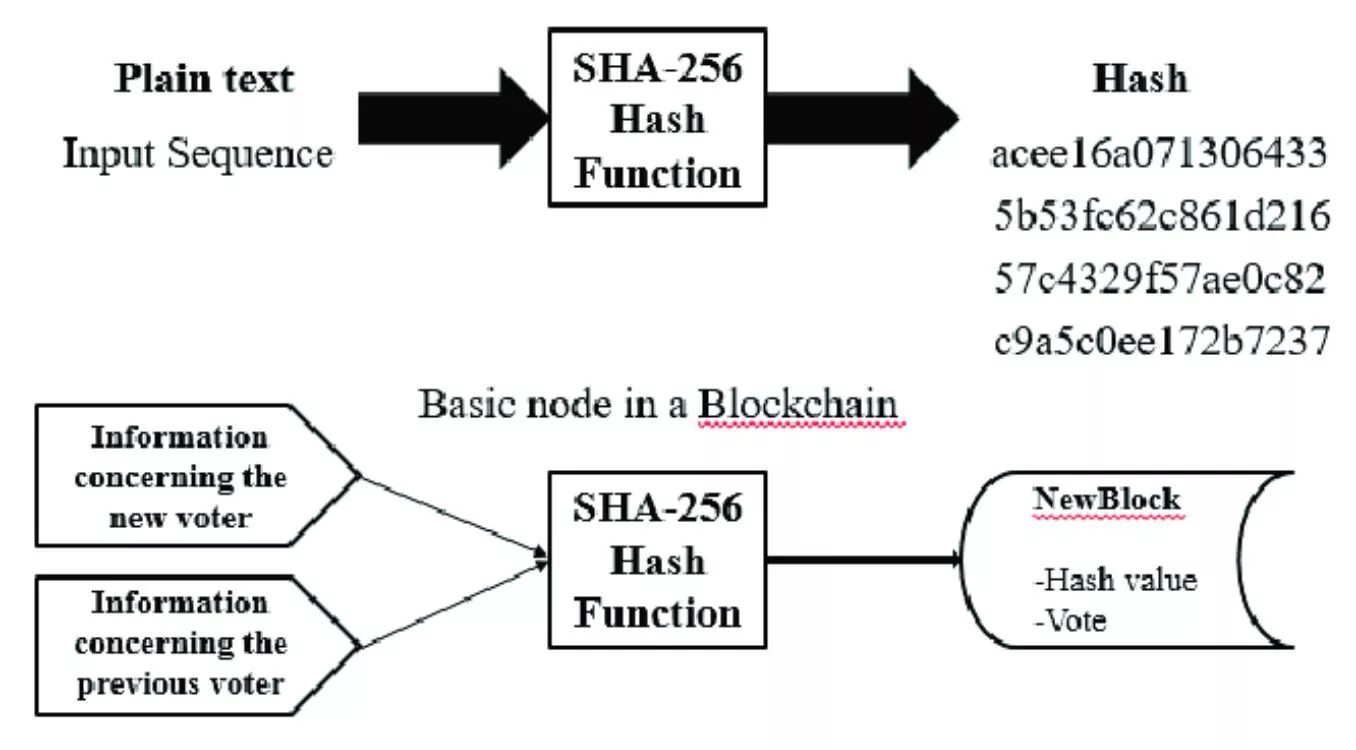 Plain text
Input Sequence
SHA-256
Hash
Function
Hash
acee16a071306433
5b53fc62c861d216
57c4329f57ae0c82
c9a5c0ee172b7237
Basic node in a Blockchain
Information
concerning the
new voter
Information
concerning the
previous voter
SHA-256
Hash
Function
NewBlock
-Hash value
-Vote